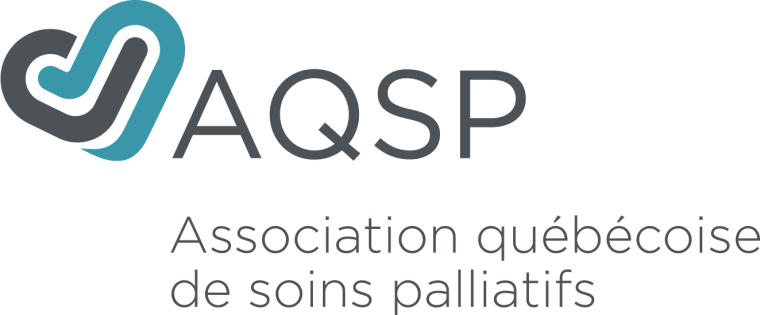 AQSP
Association québécoise
de soins palliatifs